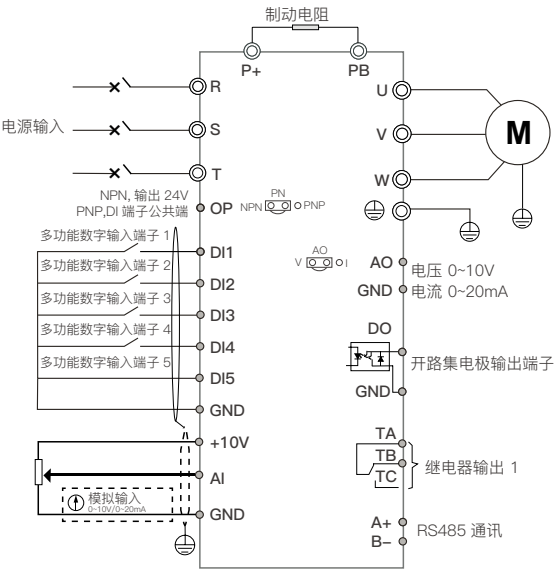 制动电阻
P+
PB
R
U
电源输入
S
V
M
T
W
NPN, 输出 24V
PNP,DI 端子公共端
OP
PN
NPN
PNP
多功能数字输入端子 1
DI1
AO
V
I
AO
电压 0~10V
多功能数字输入端子 2
DI2
GND
电流 0~20mA
多功能数字输入端子 3
DI3
DO
多功能数字输入端子 4
DI4
开路集电极输出端子
多功能数字输入端子 5
DI5
GND
GND
+10V
TA
TB
TC
继电器输出 1
AI
模拟输入
0~10V/0~20mA
GND
A+
B−
RS485 通讯